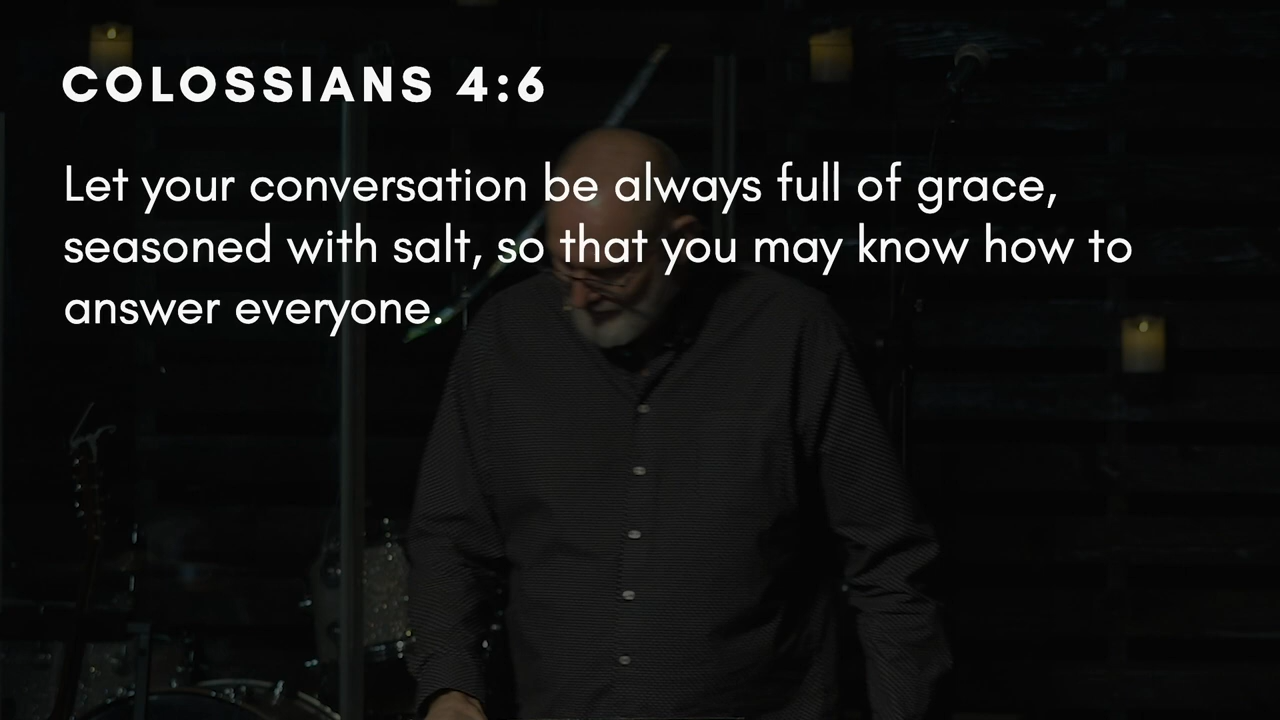 COLOSSIANS 4:6
Let your conversation be always full of grace,
seasoned with salt, so that you may know how to
answer everyone.